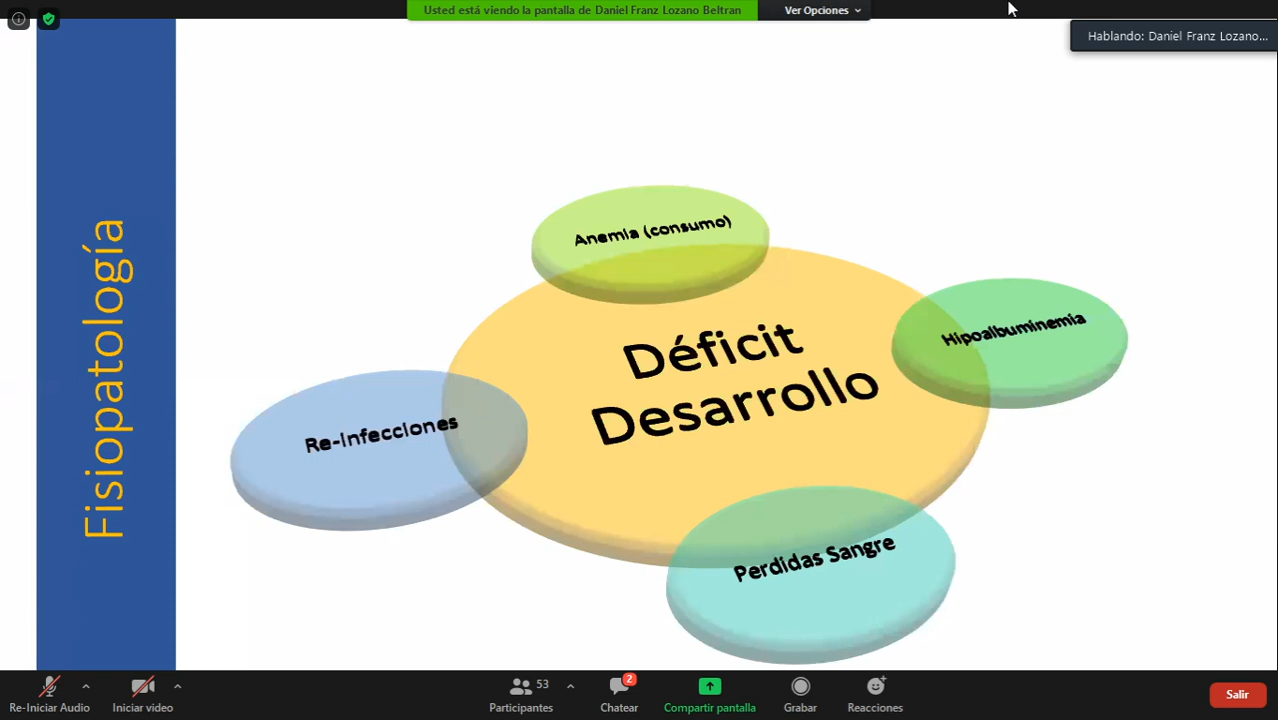 Usted está viendo la pantalla de Daniel Franz Lozano Beltran
Ver Opciones
Hablando: Daniel Franz Lozano...
Fisiopatología
Anemia (consumo)
Hipoalbuminemia
Déficit
Desarrollo
Re-infecciones
Perdidas Sangre
Re-Iniciar Audio
Iniciar video
53
Participantes
2
Chatear
Compartir pantalla
Grabar
Reacciones
Salir